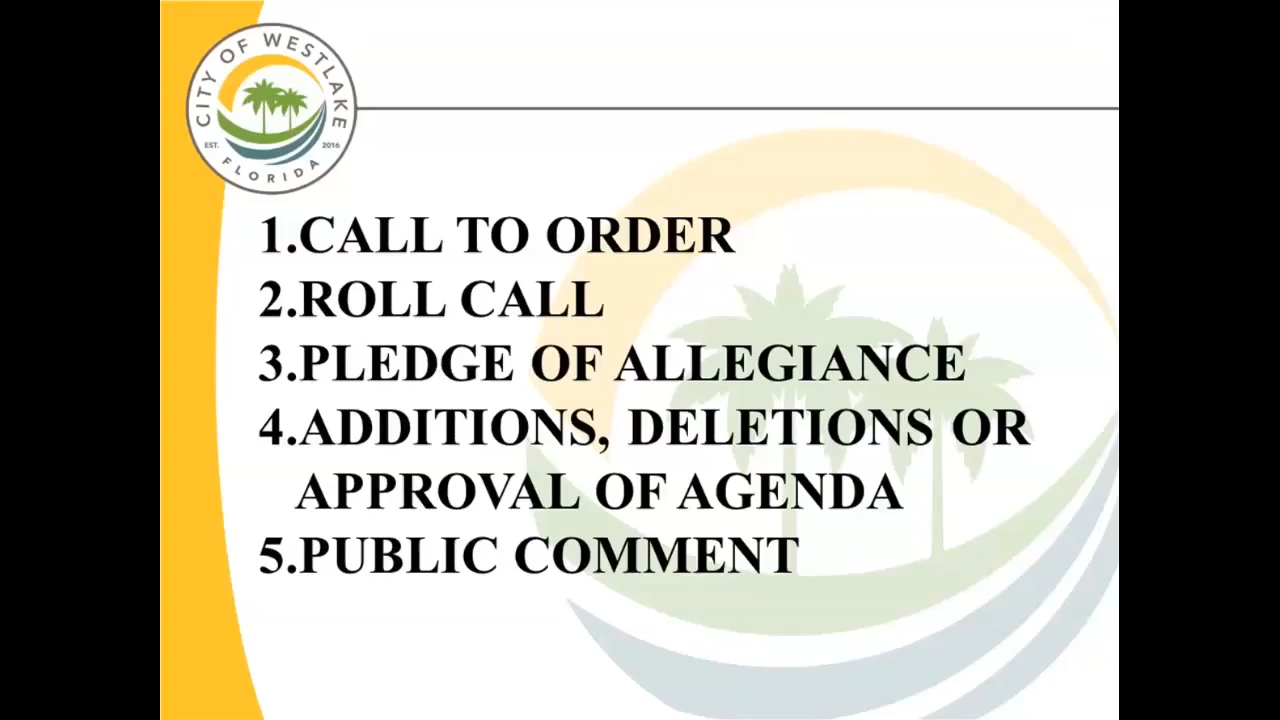 CITY OF WESTLAKE
EST. 2016
FLORIDA
1.CALL TO ORDER
2.ROLL CALL
3.PLEDGE OF ALLEGIANCE
4.ADDITIONS, DELETIONS OR
APPROVAL OF AGENDA
5.PUBLIC COMMENT